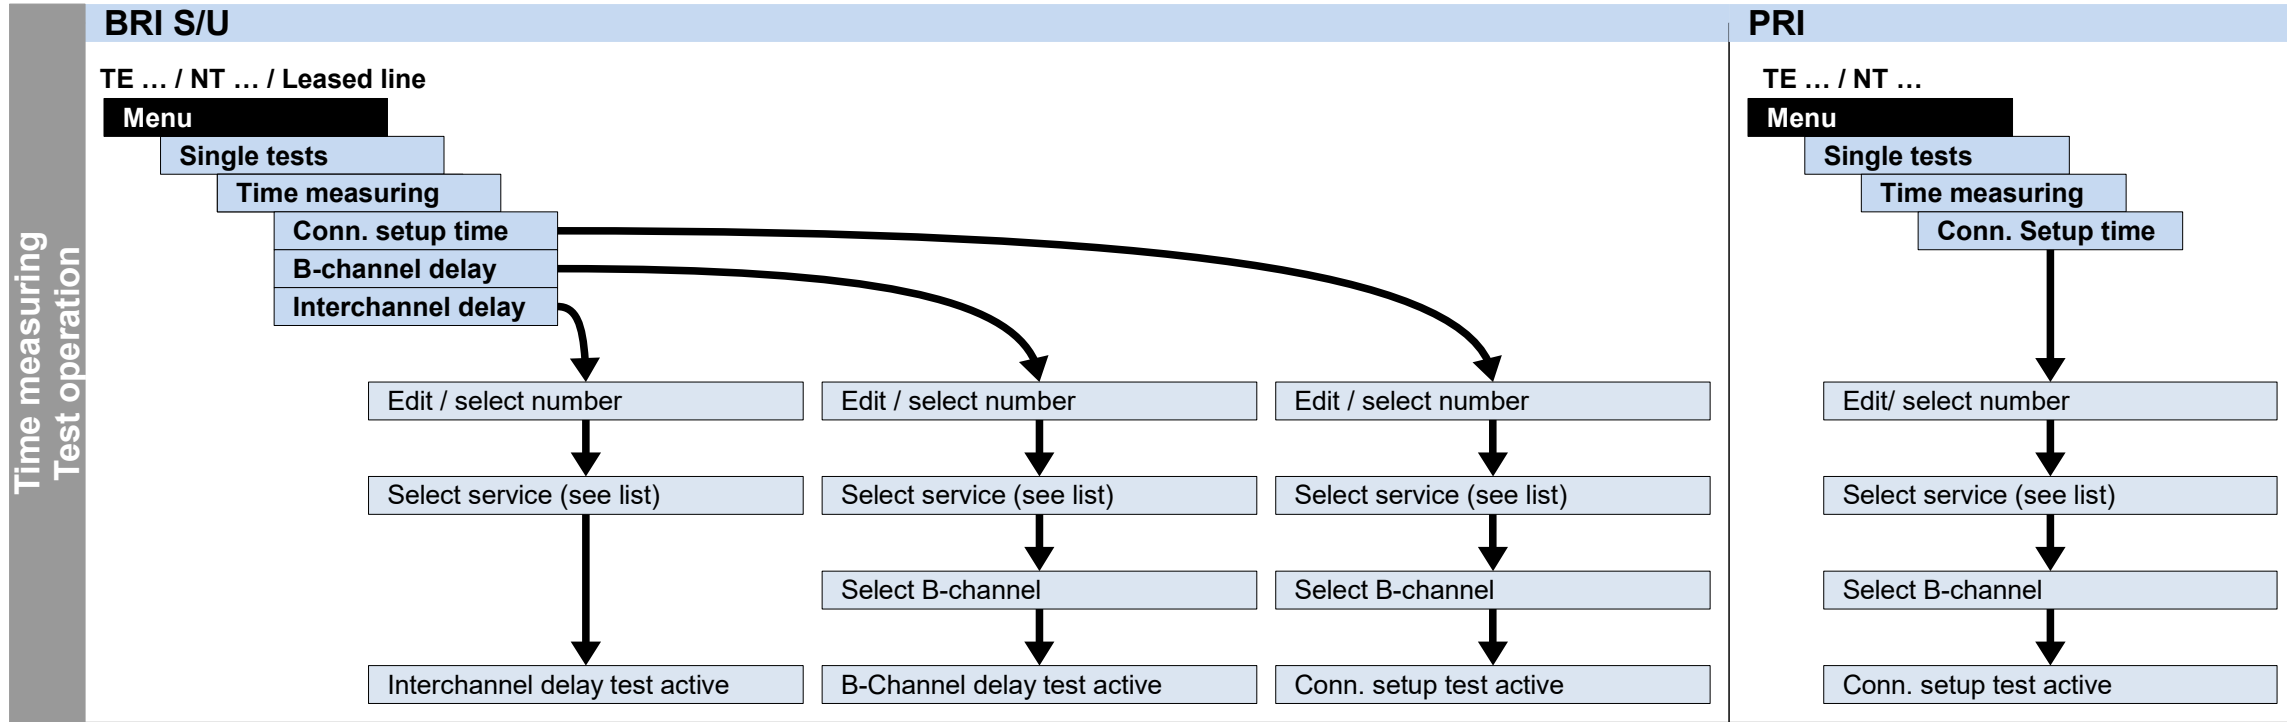 Time measuring
Test operation
BRI S/U
TE … / NT … / Leased line
Menu
Single tests
Time measuring
Conn. setup time
B-channel delay
Interchannel delay
Edit / select number
Select service (see list)
Interchannel delay test active
Edit / select number
Select service (see list)
Select B-channel
B-Channel delay test active
Edit / select number
Select service (see list)
Select B-channel
Conn. setup test active
PRI
TE … / NT …
Menu
Single tests
Time measuring
Conn. Setup time
Edit/ select number
Select service (see list)
Select B-channel
Conn. setup test active